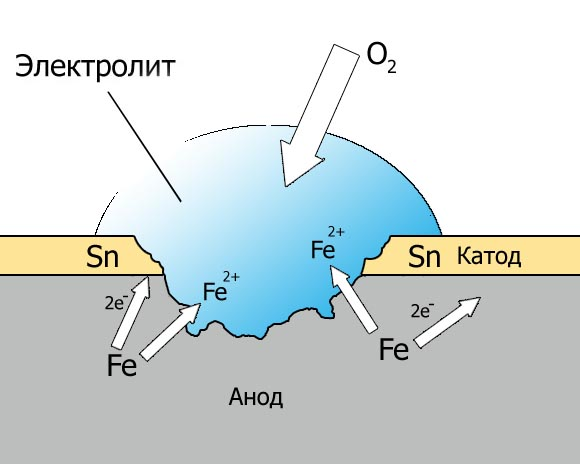 Электролит
O₂
Fe²⁺
Sn
Sn Катод
Fe²⁺
2e⁻
2e⁻
Fe
Fe
Анод